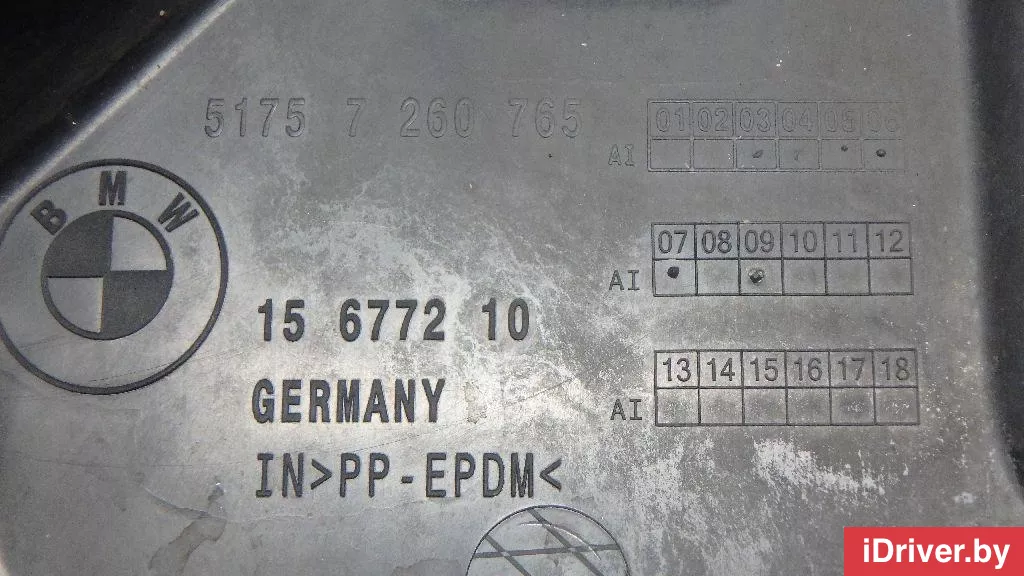 5175 7 260 765
01 02 03 04 05 06
AI
BMW
07 08 09 10 11 12
AI
15 6772 10
13 14 15 16 17 18
GERMANY
AI
IN>PP-EPDM<
iDriver.by